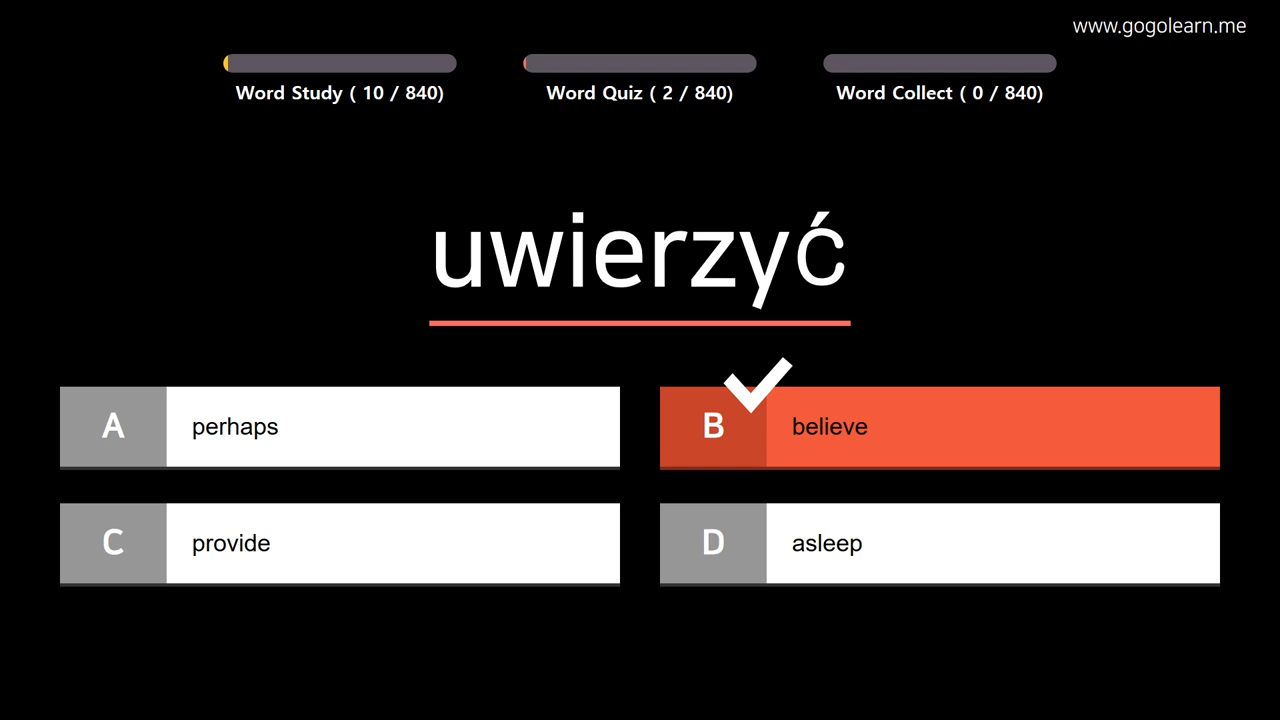 www.gogolearn.me
Word Study ( 10 / 840)
Word Quiz ( 2 / 840)
Word Collect ( 0 / 840)
uwierzyć
A perhaps
B believe
C provide
D asleep